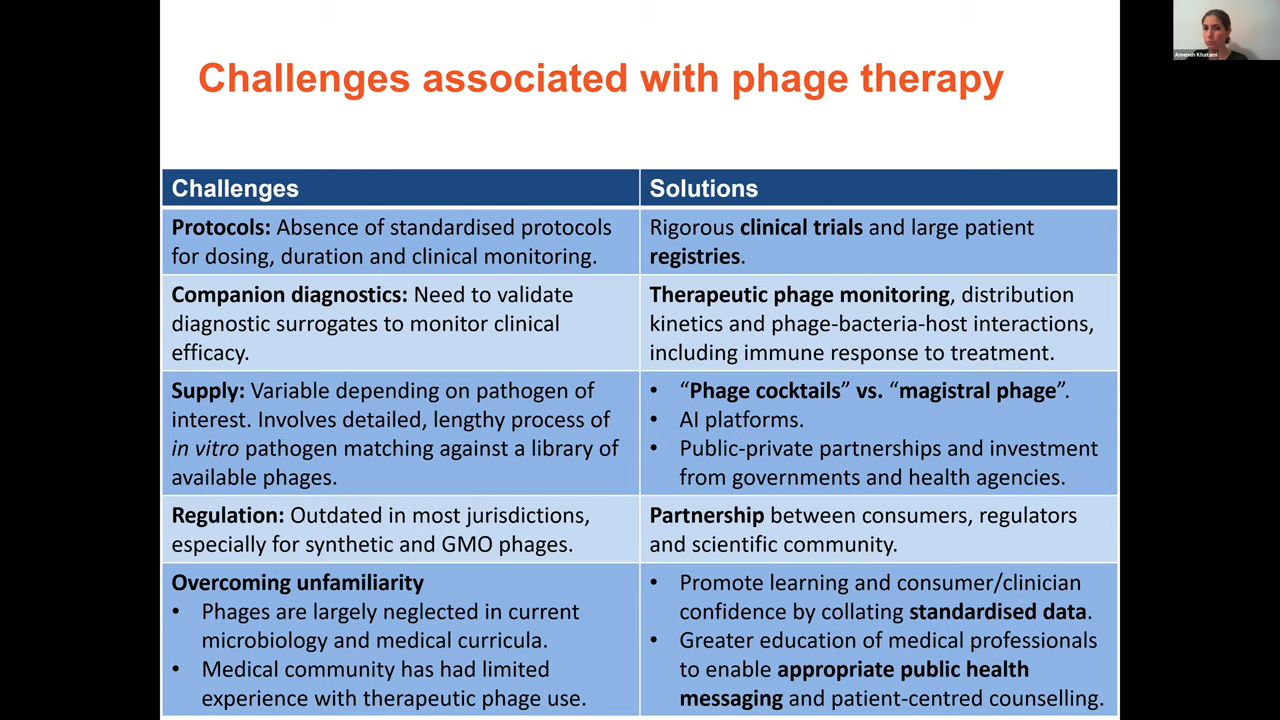 Challenges associated with phage therapy
Ameneh Khatami
Challenges
Solutions
Protocols: Absence of standardised protocols
for dosing, duration and clinical monitoring.
Rigorous clinical trials and large patient
registries.
Companion diagnostics: Need to validate
diagnostic surrogates to monitor clinical
efficacy.
Therapeutic phage monitoring, distribution
kinetics and phage-bacteria-host interactions,
including immune response to treatment.
Supply: Variable depending on pathogen of
interest. Involves detailed, lengthy process of
in vitro pathogen matching against a library of
available phages.
• “Phage cocktails” vs. “magistral phage”.
• AI platforms.
• Public-private partnerships and investment
from governments and health agencies.
Regulation: Outdated in most jurisdictions,
especially for synthetic and GMO phages.
Partnership between consumers, regulators
and scientific community.
Overcoming unfamiliarity
• Phages are largely neglected in current
microbiology and medical curricula.
• Medical community has had limited
experience with therapeutic phage use.
• Promote learning and consumer/clinician
confidence by collating standardised data.
• Greater education of medical professionals
to enable appropriate public health
messaging and patient-centred counselling.